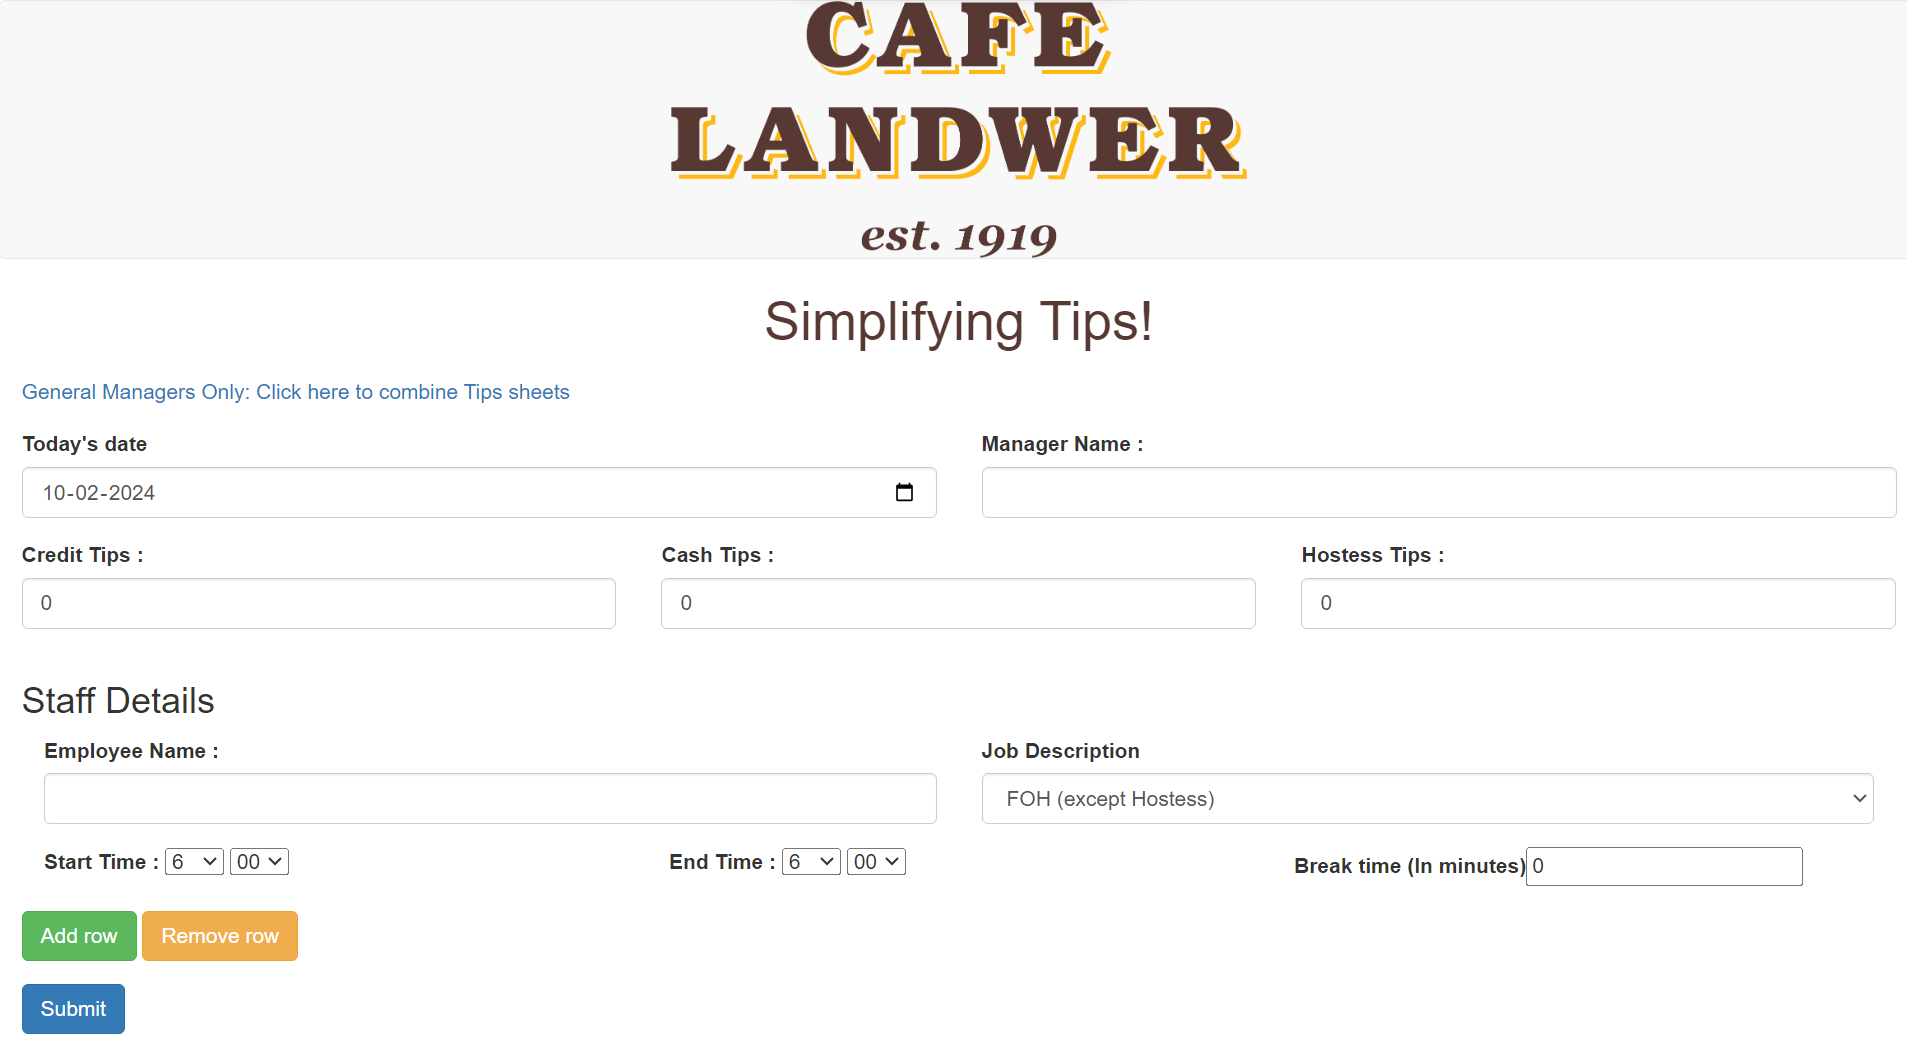 CAFE
LANDWER
est. 1919
Simplifying Tips!
General Managers Only: Click here to combine Tips sheets
Today's date
Manager Name :
10-02-2024
Credit Tips :
Cash Tips :
Hostess Tips :
0
0
0
Staff Details
Employee Name :
Job Description
FOH (except Hostess)
Start Time : 6 00
End Time : 6 00
Break time (In minutes) 0
Add row
Remove row
Submit